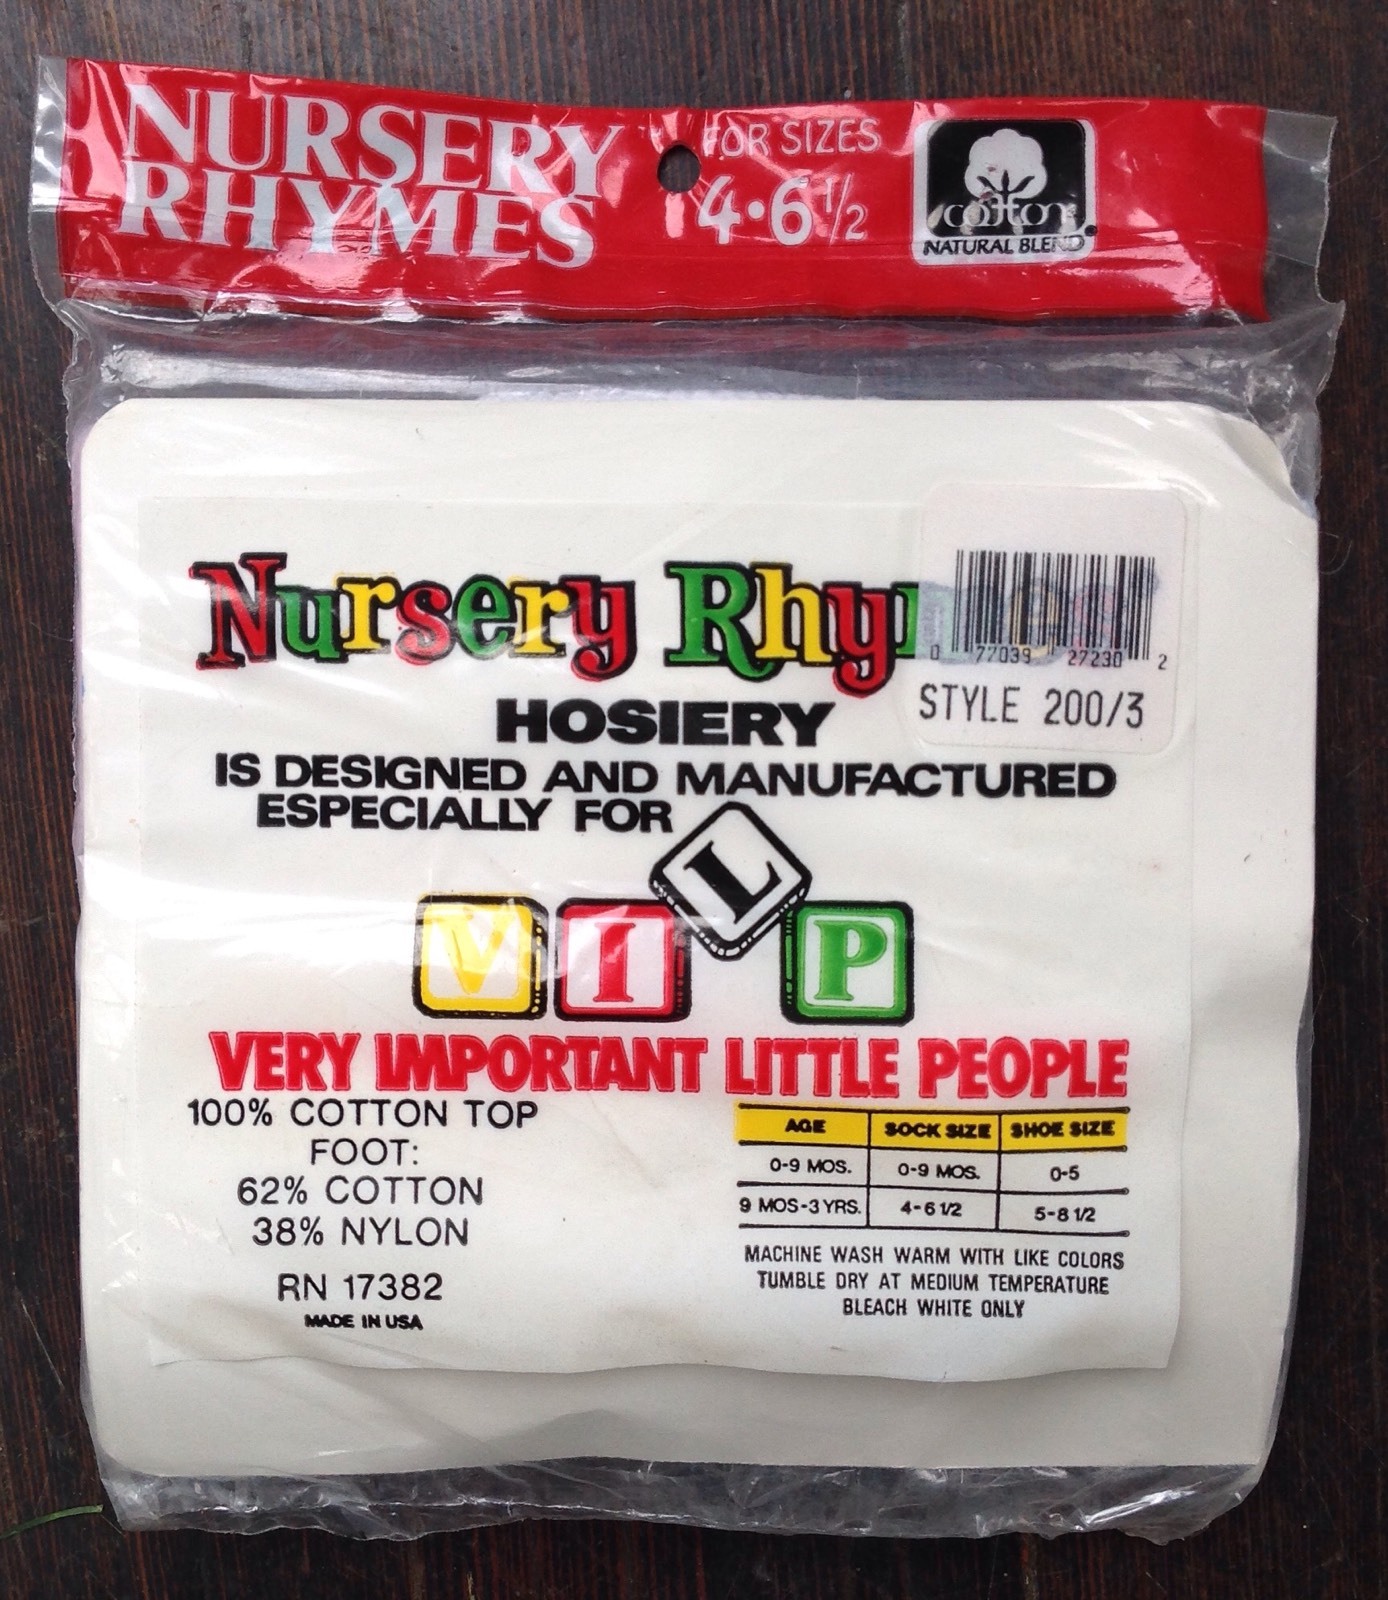 NURSERY
RHYMES
FOR SIZES
4•6½
cotton
NATURAL BLEND
Nursery Rhymes
0 77039 27230 2
STYLE 200/3
HOSIERY
IS DESIGNED AND MANUFACTURED
ESPECIALLY FOR
V I L P
VERY IMPORTANT LITTLE PEOPLE
100% COTTON TOP
FOOT:
62% COTTON
38% NYLON
RN 17382
MADE IN USA
AGE SOCK SIZE SHOE SIZE
0-9 MOS. 0-9 MOS. 0-5
9 MOS-3 YRS. 4-6 1/2 5-8 1/2
MACHINE WASH WARM WITH LIKE COLORS
TUMBLE DRY AT MEDIUM TEMPERATURE
BLEACH WHITE ONLY